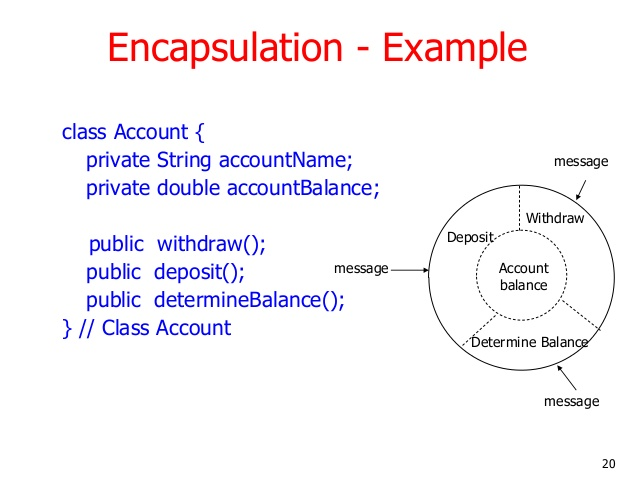 Encapsulation - Example
class Account {
private String accountName;
private double accountBalance;
public withdraw();
public deposit();
public determineBalance();
} // Class Account
message
Withdraw
Deposit
message
Account
balance
Determine Balance
message
20